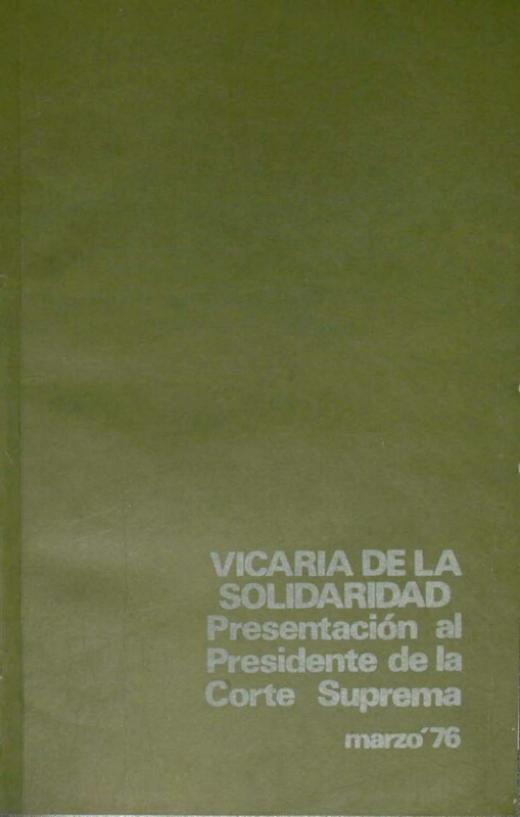 VICARIA DE LA
SOLIDARIDAD
Presentación al
Presidente de la
Corte Suprema
marzo'76